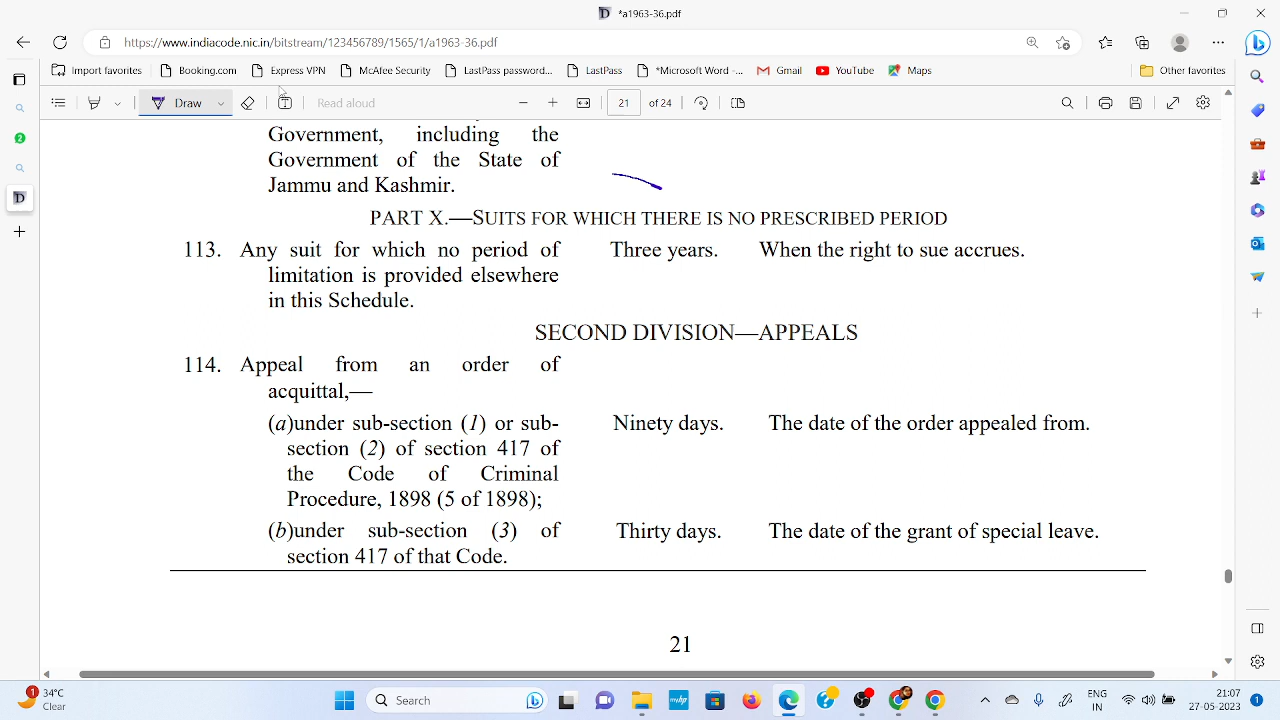 *a1963-36.pdf
https://www.indiacode.nic.in/bitstream/123456789/1565/1/a1963-36.pdf
Import favorites Booking.com Express VPN McAfee Security LastPass password... LastPass *Microsoft Word -... Gmail YouTube Maps Other favorites
Draw Read aloud 21 of 24
2
D
Government, including the
Government of the State of
Jammu and Kashmir.
PART X.—SUITS FOR WHICH THERE IS NO PRESCRIBED PERIOD
113. Any suit for which no period of Three years. When the right to sue accrues.
limitation is provided elsewhere
in this Schedule.
SECOND DIVISION—APPEALS
114. Appeal from an order of
acquittal,—
(a)under sub-section (1) or sub- Ninety days. The date of the order appealed from.
section (2) of section 417 of
the Code of Criminal
Procedure, 1898 (5 of 1898);
(b)under sub-section (3) of Thirty days. The date of the grant of special leave.
section 417 of that Code.
21
1 34°C
Clear
Search
ENG
IN
21:07
27-05-2023
1